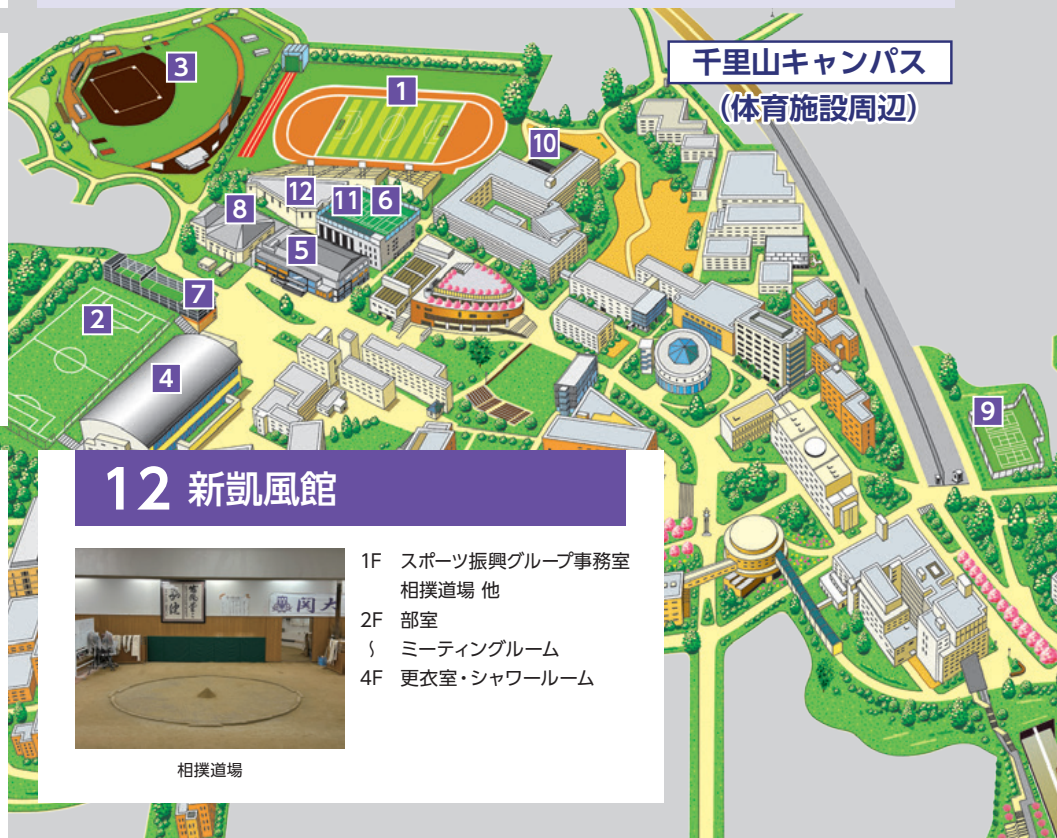 千里山キャンパス
(体育施設周辺)
3
1
10
12
11
6
8
5
7
2
4
9
12 新凱風館
関大
1F スポーツ振興グループ事務室
相撲道場 他
2F 部室
〜 ミーティングルーム
4F 更衣室・シャワールーム
相撲道場